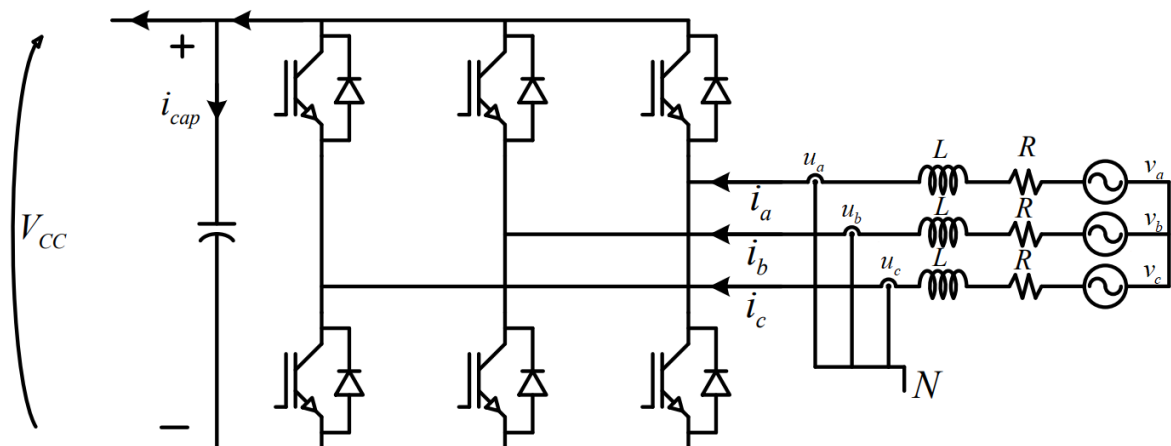 +
i_cap
V_CC
−
u_a
L
R
v_a
i_a
u_b
L
R
v_b
i_b
u_c
L
R
v_c
i_c
N